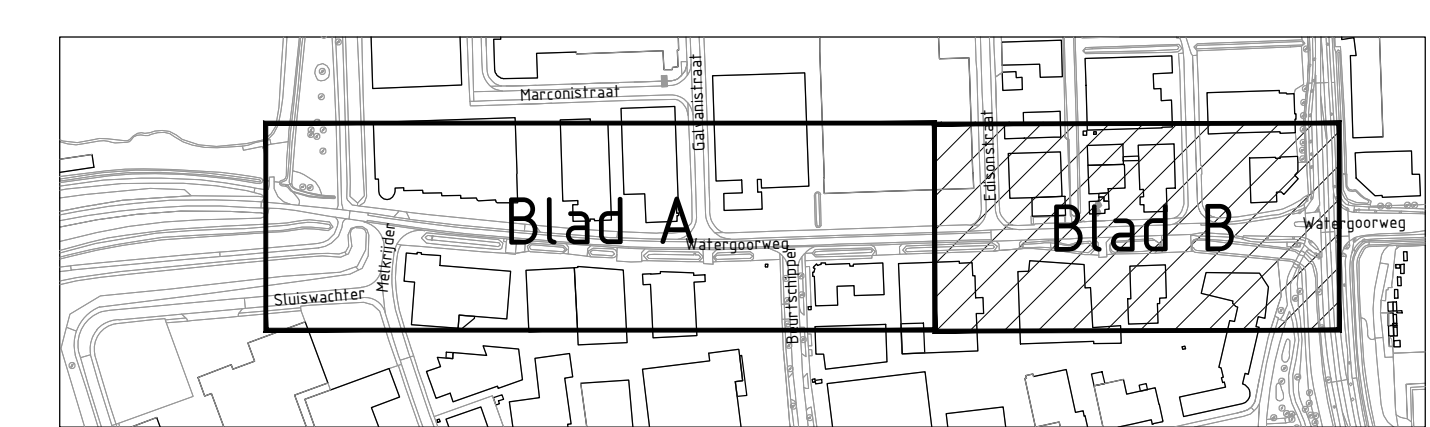 Marconistraat
Galvanistraat
Edisonstraat
Blad A
Blad B
Watergoorweg
Watergoorweg
Melkrijder
Sluiswachter
Beurtschipper